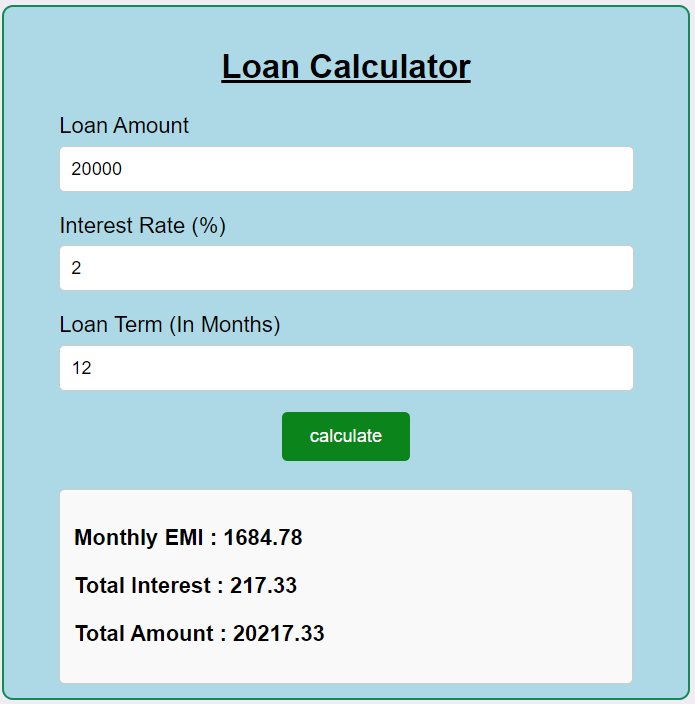 Loan Calculator
Loan Amount
20000
Interest Rate (%)
2
Loan Term (In Months)
12
calculate
Monthly EMI : 1684.78
Total Interest : 217.33
Total Amount : 20217.33